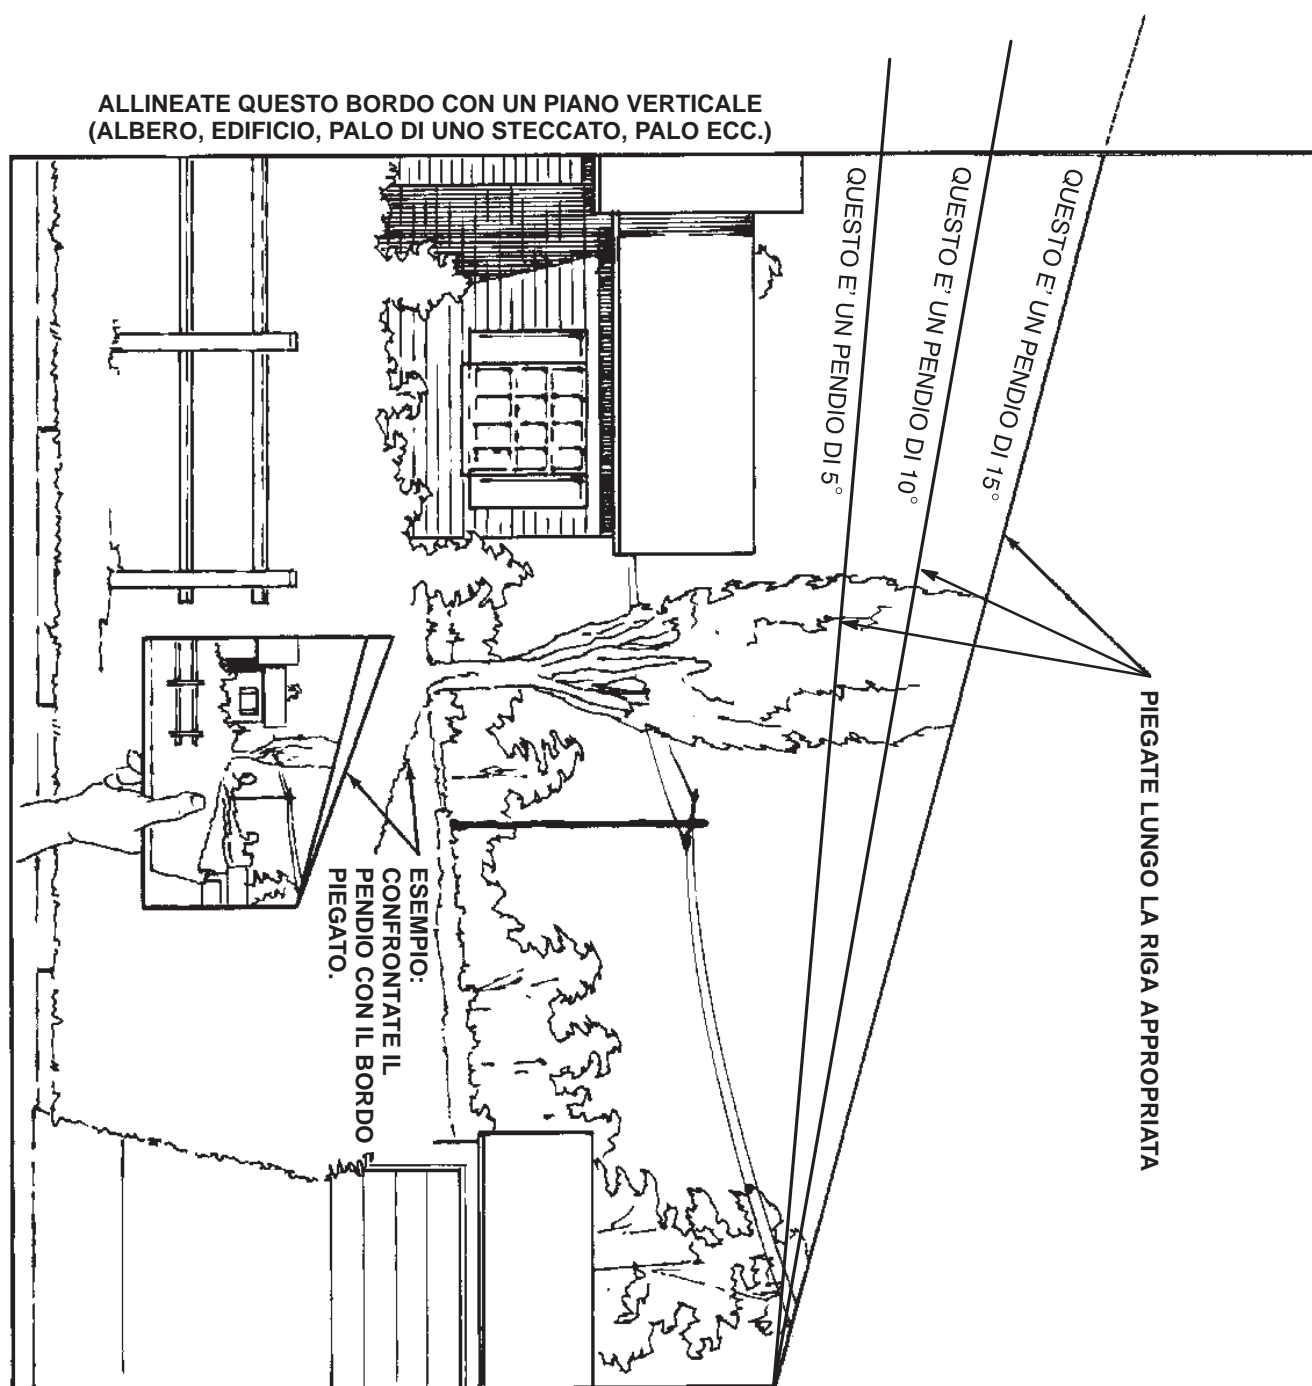 ALLINEATE QUESTO BORDO CON UN PIANO VERTICALE
(ALBERO, EDIFICIO, PALO DI UNO STECCATO, PALO ECC.)
QUESTO E' UN PENDIO DI 15°
QUESTO E' UN PENDIO DI 10°
QUESTO E' UN PENDIO DI 5°
PIEGATE LUNGO LA RIGA APPROPRIATA
ESEMPIO:
CONFRONTATE IL
PENDIO CON IL BORDO
PIEGATO.